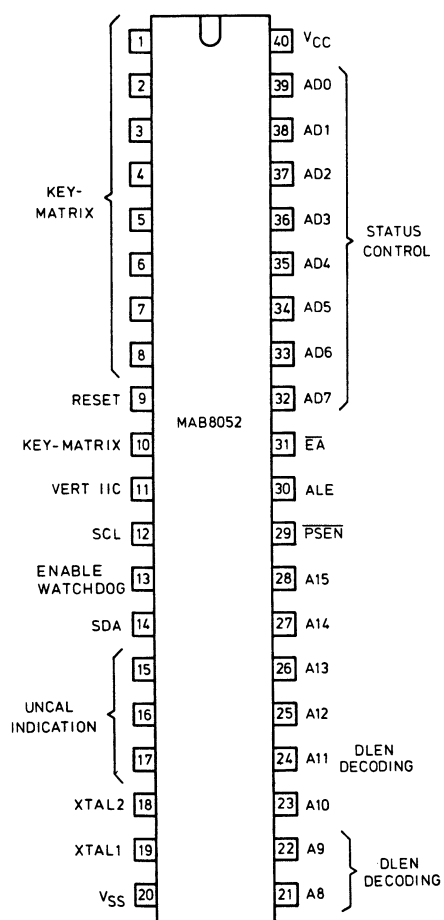 1 40 VCC
2 39 AD0
3 38 AD1
4 37 AD2
KEY-
MATRIX
5 36 AD3
STATUS
CONTROL
6 35 AD4
7 34 AD5
8 33 AD6
RESET 9 32 AD7
MAB8052
KEY-MATRIX 10 31 EA
VERT IIC 11 30 ALE
SCL 12 29 PSEN
ENABLE
WATCHDOG 13 28 A15
SDA 14 27 A14
15 26 A13
UNCAL
INDICATION
16 25 A12
17 24 A11 DLEN
DECODING
XTAL2 18 23 A10
XTAL1 19 22 A9
DLEN
DECODING
VSS 20 21 A8